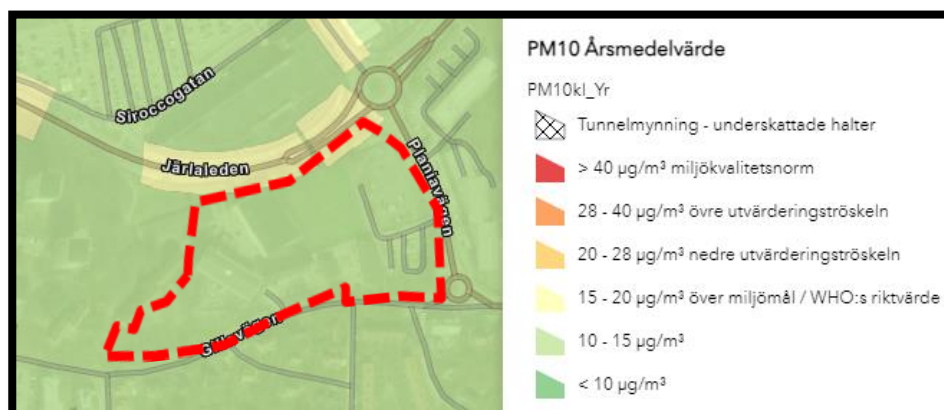 Siroccogatan
Järlaleden
Planiavägen
Gillevägen
PM10 Årsmedelvärde
PM10kl_Yr
Tunnelmynning - underskattade halter
> 40 µg/m³ miljökvalitetsnorm
28 - 40 µg/m³ övre utvärderingströskeln
20 - 28 µg/m³ nedre utvärderingströskeln
15 - 20 µg/m³ över miljömål / WHO:s riktvärde
10 - 15 µg/m³
< 10 µg/m³